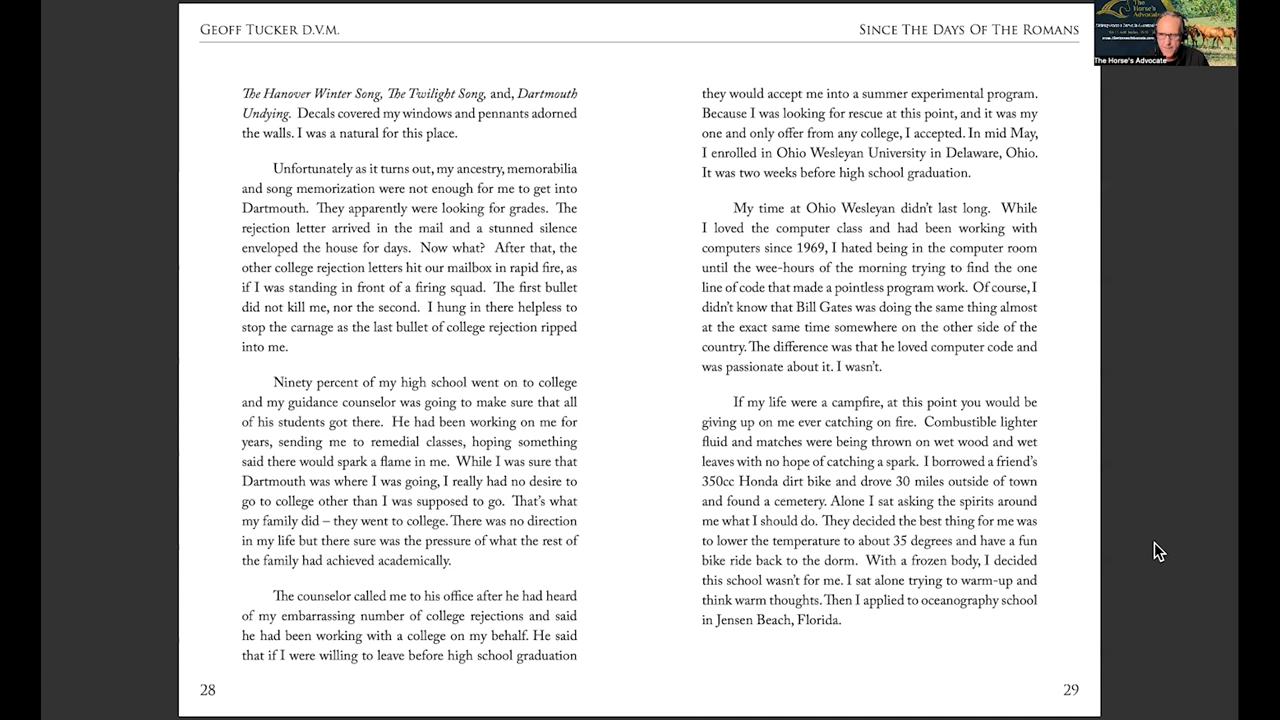 GEOFF TUCKER D.V.M.
SINCE THE DAYS OF THE ROMANS
The Horse's
Advocate
The Horse's Advocate
The Hanover Winter Song, The Twilight Song, and, Dartmouth
Undying. Decals covered my windows and pennants adorned
the walls. I was a natural for this place.
Unfortunately as it turns out, my ancestry, memorabilia
and song memorization were not enough for me to get into
Dartmouth. They apparently were looking for grades. The
rejection letter arrived in the mail and a stunned silence
enveloped the house for days. Now what? After that, the
other college rejection letters hit our mailbox in rapid fire, as
if I was standing in front of a firing squad. The first bullet
did not kill me, nor the second. I hung in there helpless to
stop the carnage as the last bullet of college rejection ripped
into me.
Ninety percent of my high school went on to college
and my guidance counselor was going to make sure that all
of his students got there. He had been working on me for
years, sending me to remedial classes, hoping something
said there would spark a flame in me. While I was sure that
Dartmouth was where I was going, I really had no desire to
go to college other than I was supposed to go. That's what
my family did – they went to college. There was no direction
in my life but there sure was the pressure of what the rest of
the family had achieved academically.
The counselor called me to his office after he had heard
of my embarrassing number of college rejections and said
he had been working with a college on my behalf. He said
that if I were willing to leave before high school graduation
28
they would accept me into a summer experimental program.
Because I was looking for rescue at this point, and it was my
one and only offer from any college, I accepted. In mid May,
I enrolled in Ohio Wesleyan University in Delaware, Ohio.
It was two weeks before high school graduation.
My time at Ohio Wesleyan didn't last long. While
I loved the computer class and had been working with
computers since 1969, I hated being in the computer room
until the wee-hours of the morning trying to find the one
line of code that made a pointless program work. Of course, I
didn't know that Bill Gates was doing the same thing almost
at the exact same time somewhere on the other side of the
country. The difference was that he loved computer code and
was passionate about it. I wasn't.
If my life were a campfire, at this point you would be
giving up on me ever catching on fire. Combustible lighter
fluid and matches were being thrown on wet wood and wet
leaves with no hope of catching a spark. I borrowed a friend's
350cc Honda dirt bike and drove 30 miles outside of town
and found a cemetery. Alone I sat asking the spirits around
me what I should do. They decided the best thing for me was
to lower the temperature to about 35 degrees and have a fun
bike ride back to the dorm. With a frozen body, I decided
this school wasn't for me. I sat alone trying to warm-up and
think warm thoughts. Then I applied to oceanography school
in Jensen Beach, Florida.
29